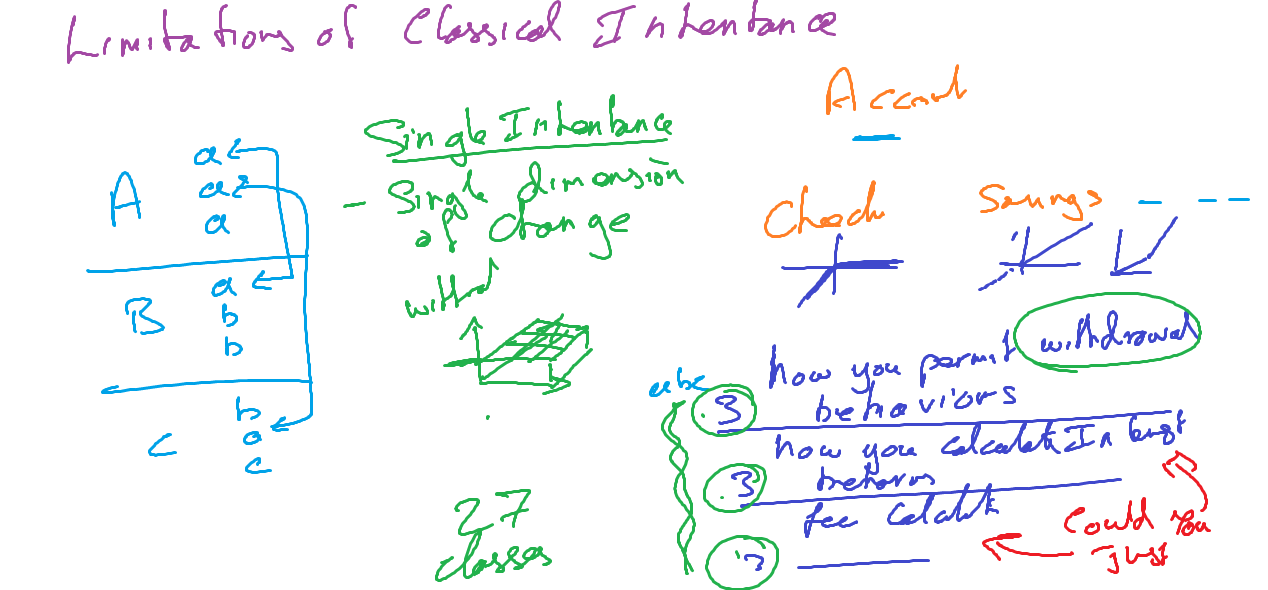 Limitations of Classical Inheritance
Account
Single Inheritance
- Single dimension
of change
A
a
a
a
B
a
b
b
C
b
a
c
Check
Savings - - -
withdrawal
how you permit
behaviors
abc
3
how you calculate Interest
behaviors
3
fee calculate
3
27
classes
Could you
Just